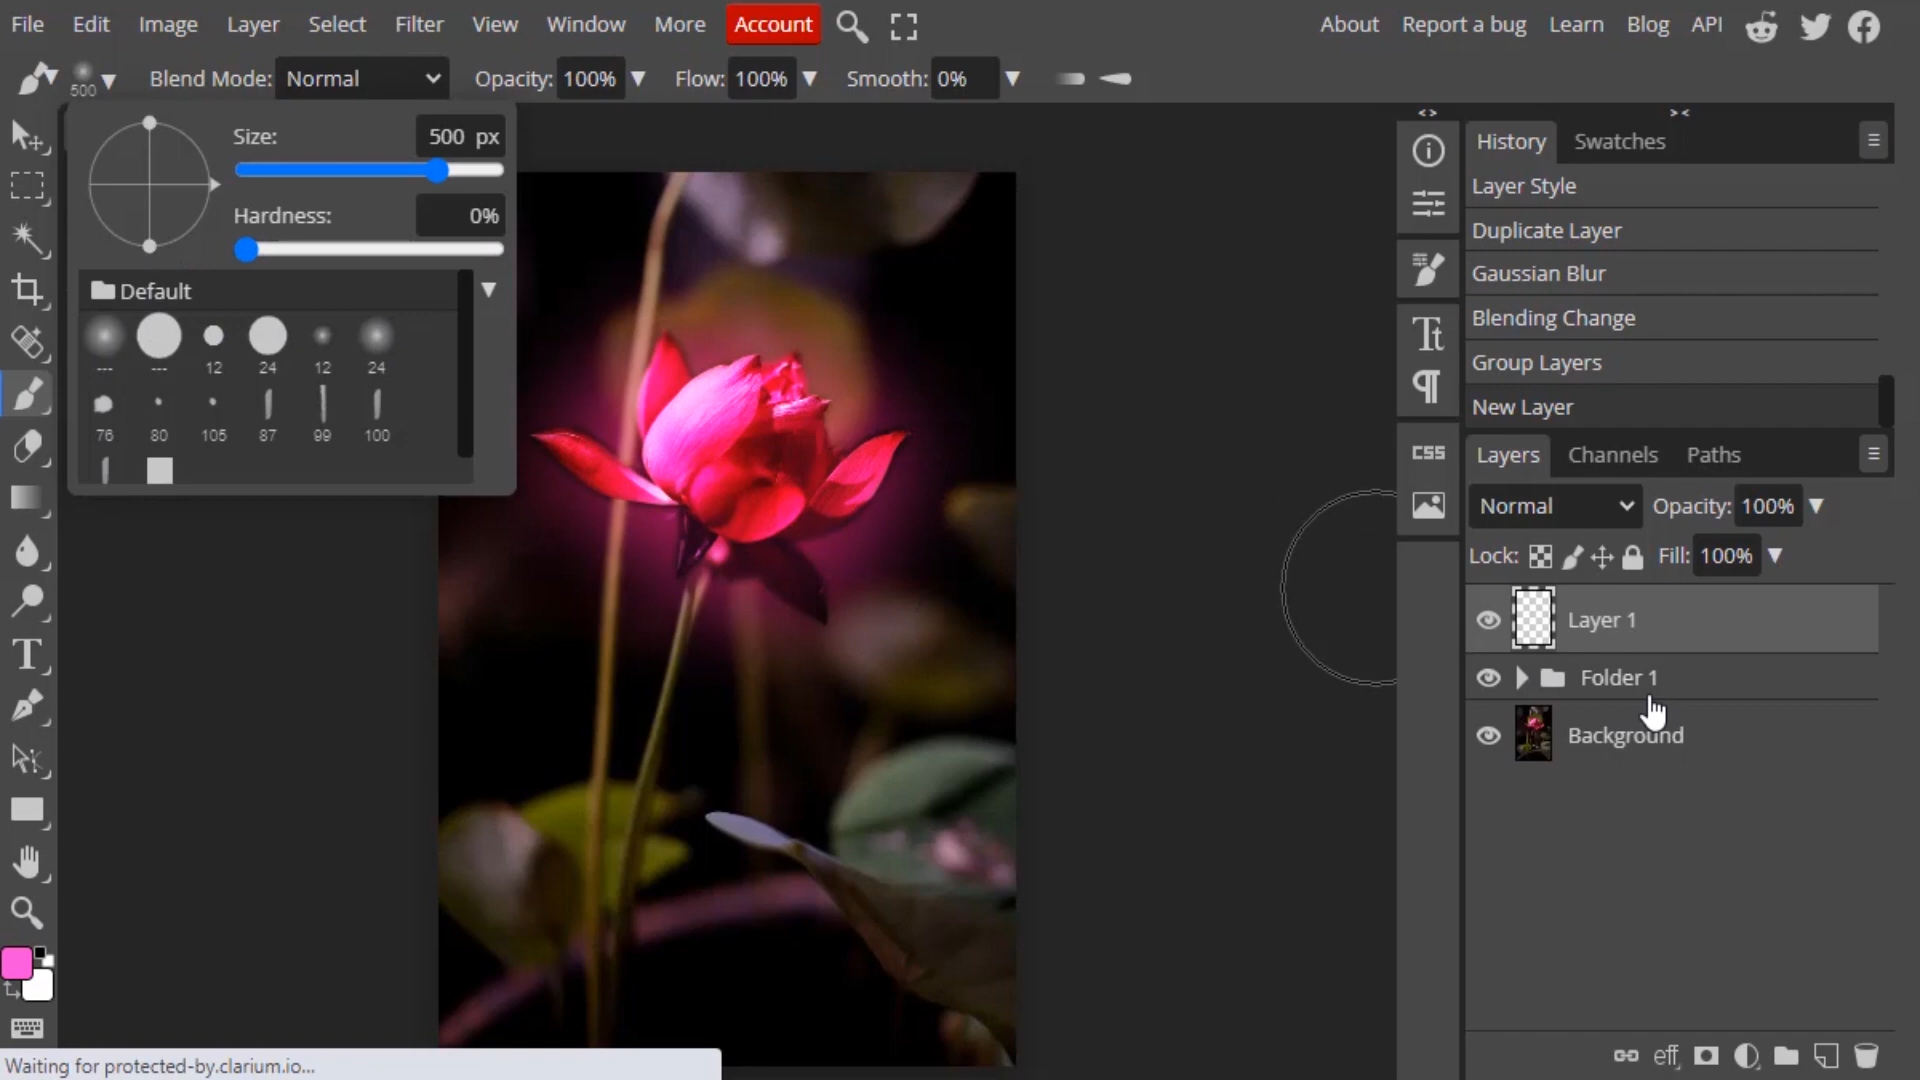 File Edit Image Layer Select Filter View Window More Account About Report a bug Learn Blog API
500 Blend Mode: Normal Opacity: 100% Flow: 100% Smooth: 0%
Size: 500 px
Hardness: 0%
Default
--- --- 12 24 12 24
76 80 105 87 99 100
History Swatches
Layer Style
Duplicate Layer
Gaussian Blur
Blending Change
Group Layers
New Layer
CSS
Layers Channels Paths
Normal Opacity: 100%
Lock: Fill: 100%
Layer 1
Folder 1
Background
eff
Waiting for protected-by.clarium.io...